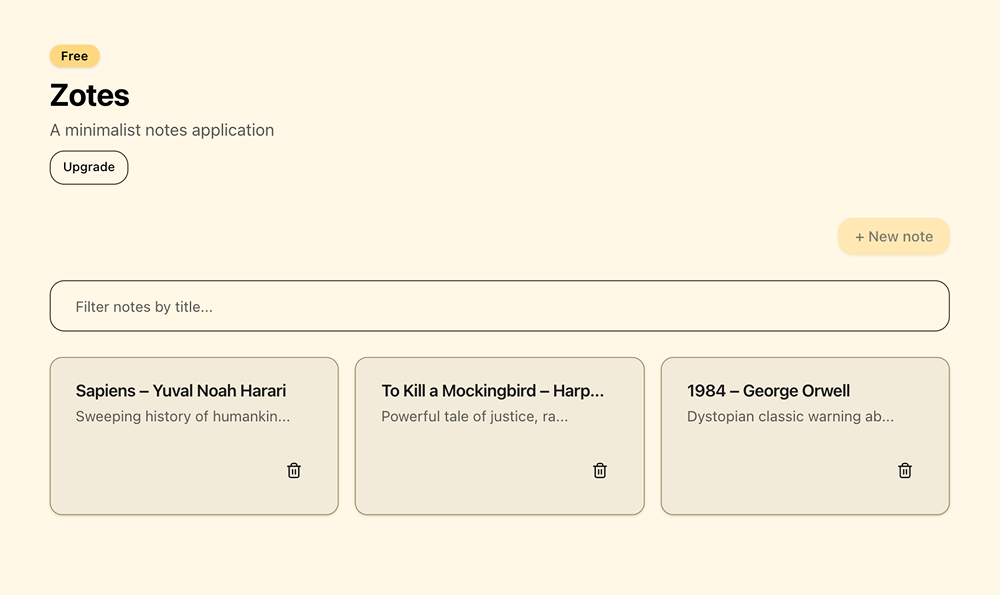 Free
Zotes
A minimalist notes application
Upgrade
+ New note
Filter notes by title...
Sapiens – Yuval Noah Harari
Sweeping history of humankin...
To Kill a Mockingbird – Harp...
Powerful tale of justice, ra...
1984 – George Orwell
Dystopian classic warning ab...